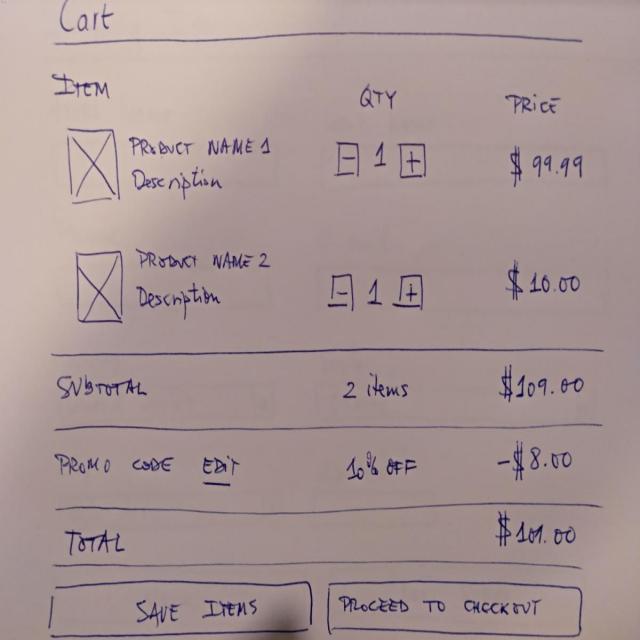 Cart
ITEM QTY PRICE
PRODUCT NAME 1
Description
- 1 + $ 99.99
PRODUCT NAME 2
Description
- 1 + $ 10.00
SUBTOTAL 2 items $109.00
PROMO CODE EDIT 10% OFF -$8.00
TOTAL $101.00
SAVE ITEMS PROCEED TO CHECKOUT